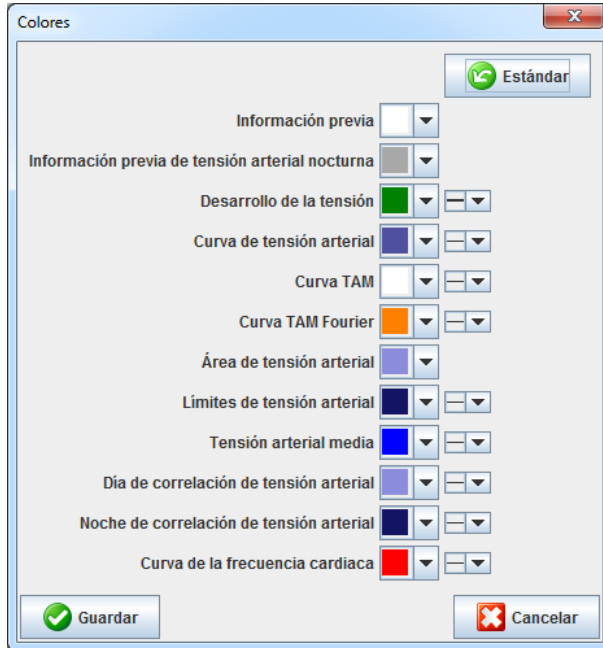 Colores
Estándar
Información previa
Información previa de tensión arterial nocturna
Desarrollo de la tensión
Curva de tensión arterial
Curva TAM
Curva TAM Fourier
Área de tensión arterial
Límites de tensión arterial
Tensión arterial media
Día de correlación de tensión arterial
Noche de correlación de tensión arterial
Curva de la frecuencia cardiaca
Guardar
Cancelar